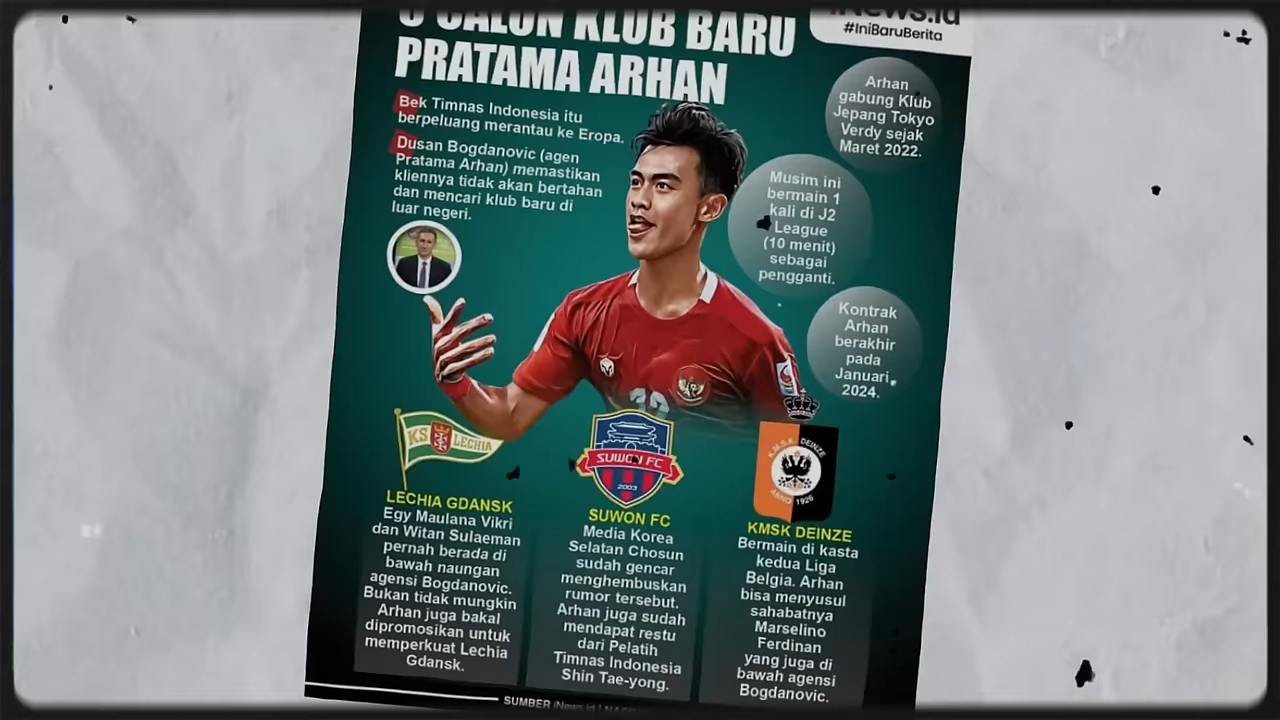 CALON KLUB BARU
PRATAMA ARHAN
iNews.id
#IniBaruBerita
Bek Timnas Indonesia itu
berpeluang merantau ke Eropa.
Dusan Bogdanovic (agen
Pratama Arhan) memastikan
kliennya tidak akan bertahan
dan mencari klub baru di
luar negeri.
Arhan
gabung Klub
Jepang Tokyo
Verdy sejak
Maret 2022.
Musim ini
bermain 1
kali di J2
League
(10 menit)
sebagai
pengganti.
Kontrak
Arhan
berakhir
pada
Januari
2024.
KS LECHIA
LECHIA GDANSK
Egy Maulana Vikri
dan Witan Sulaeman
pernah berada di
bawah naungan
agensi Bogdanovic.
Bukan tidak mungkin
Arhan juga bakal
dipromosikan untuk
memperkuat Lechia
Gdansk.
SUWON FC
2003
SUWON FC
Media Korea
Selatan Chosun
sudah gencar
menghembuskan
rumor tersebut.
Arhan juga sudah
mendapat restu
dari Pelatih
Timnas Indonesia
Shin Tae-yong.
K.M.S.K. DEINZE
ANNO 1926
KMSK DEINZE
Bermain di kasta
kedua Liga
Belgia. Arhan
bisa menyusul
sahabatnya
Marselino
Ferdinan
yang juga di
bawah agensi
Bogdanovic.
SUMBER iNews.id